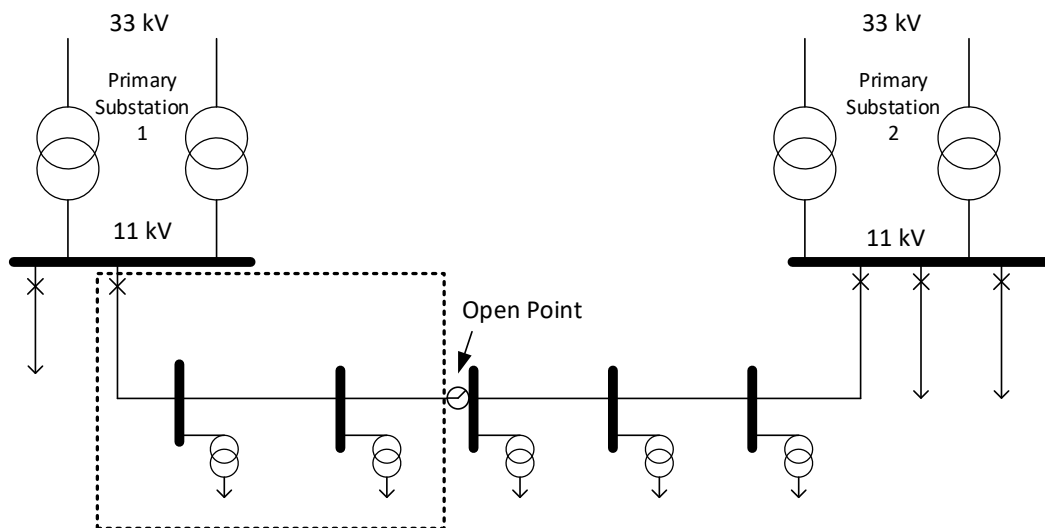 33 kV
Primary
Substation
1
11 kV
33 kV
Primary
Substation
2
11 kV
Open Point